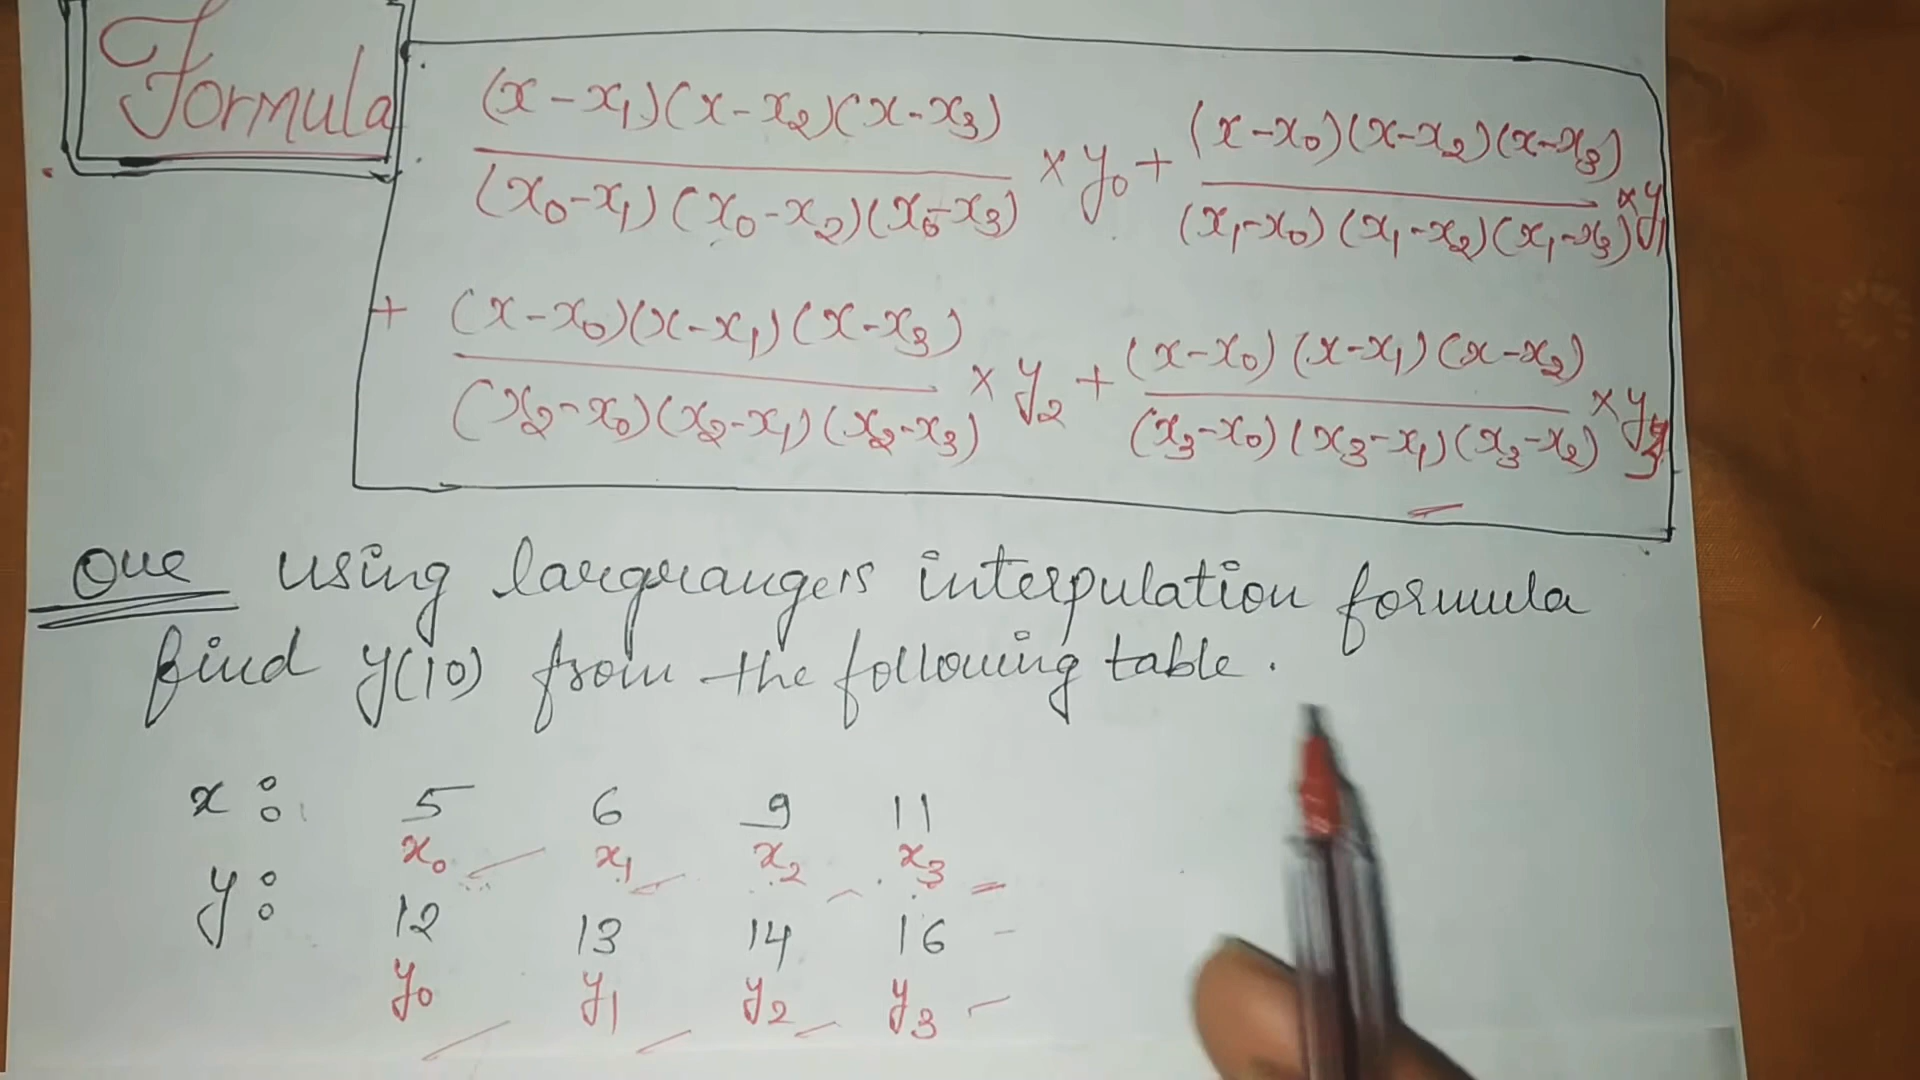 Formula
(x-x₁)(x-x₂)(x-x₃)
(x₀-x₁)(x₀-x₂)(x₀-x₃)
× y₀ +
(x-x₀)(x-x₂)(x-x₃)
(x₁-x₀)(x₁-x₂)(x₁-x₃)
× y₁
+
(x-x₀)(x-x₁)(x-x₃)
(x₂-x₀)(x₂-x₁)(x₂-x₃)
× y₂ +
(x-x₀)(x-x₁)(x-x₂)
(x₃-x₀)(x₃-x₁)(x₃-x₂)
× y₃
Que using largrangers interpulation formula
find y(10) from the following table.
x: 5 6 9 11
x₀ x₁ x₂ x₃
y: 12 13 14 16
y₀ y₁ y₂ y₃